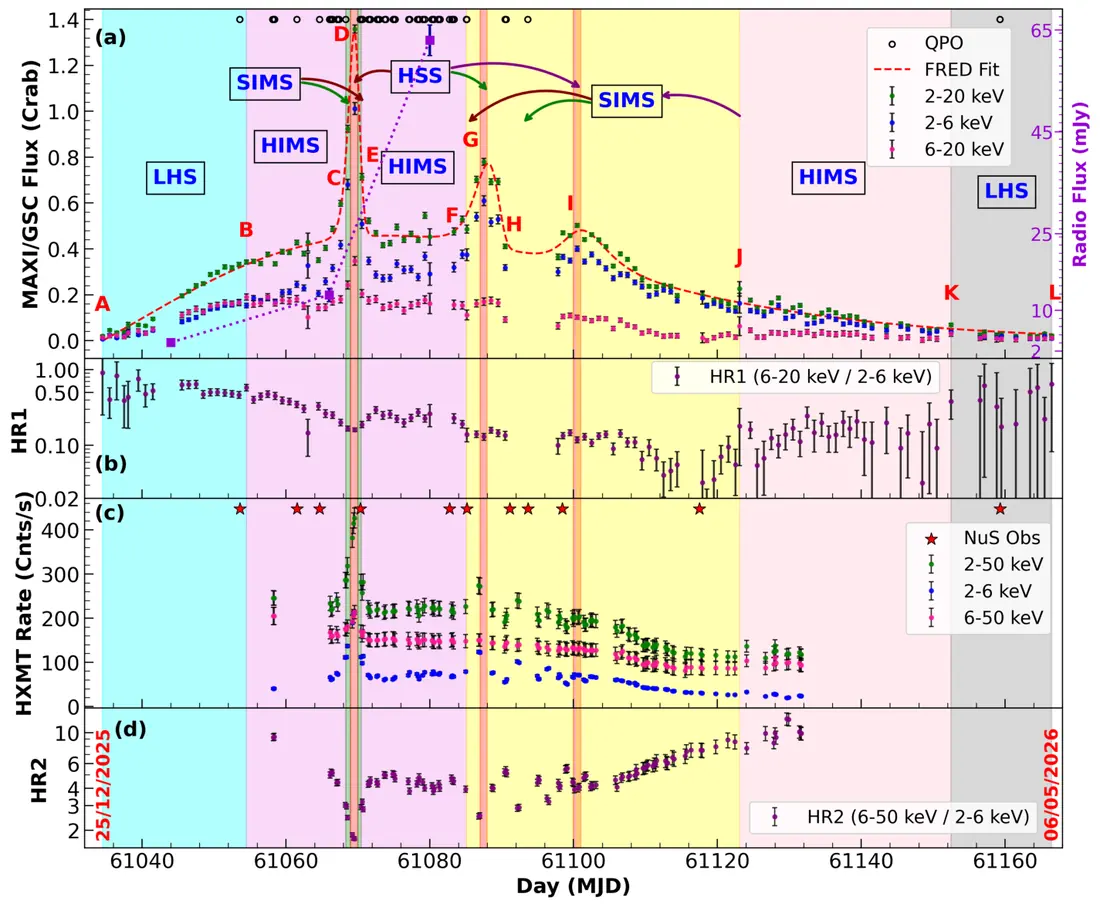 (a)
1.4
1.2
1.0
0.8
0.6
0.4
0.2
0.0
MAXI/GSC Flux (Crab)
65
45
25
10
2
Radio Flux (mJy)
QPO
FRED Fit
2-20 keV
2-6 keV
6-20 keV
LHS
HIMS
SIMS
HSS
HIMS
SIMS
HIMS
LHS
A
B
C
D
E
F
G
H
I
J
K
L
(b)
1.00
0.50
0.10
0.02
HR1
HR1 (6-20 keV / 2-6 keV)
(c)
400
300
200
100
0
HXMT Rate (Cnts/s)
NuS Obs
2-50 keV
2-6 keV
6-50 keV
(d)
10
6
4
3
2
HR2
HR2 (6-50 keV / 2-6 keV)
25/12/2025
06/05/2026
61040
61060
61080
61100
61120
61140
61160
Day (MJD)